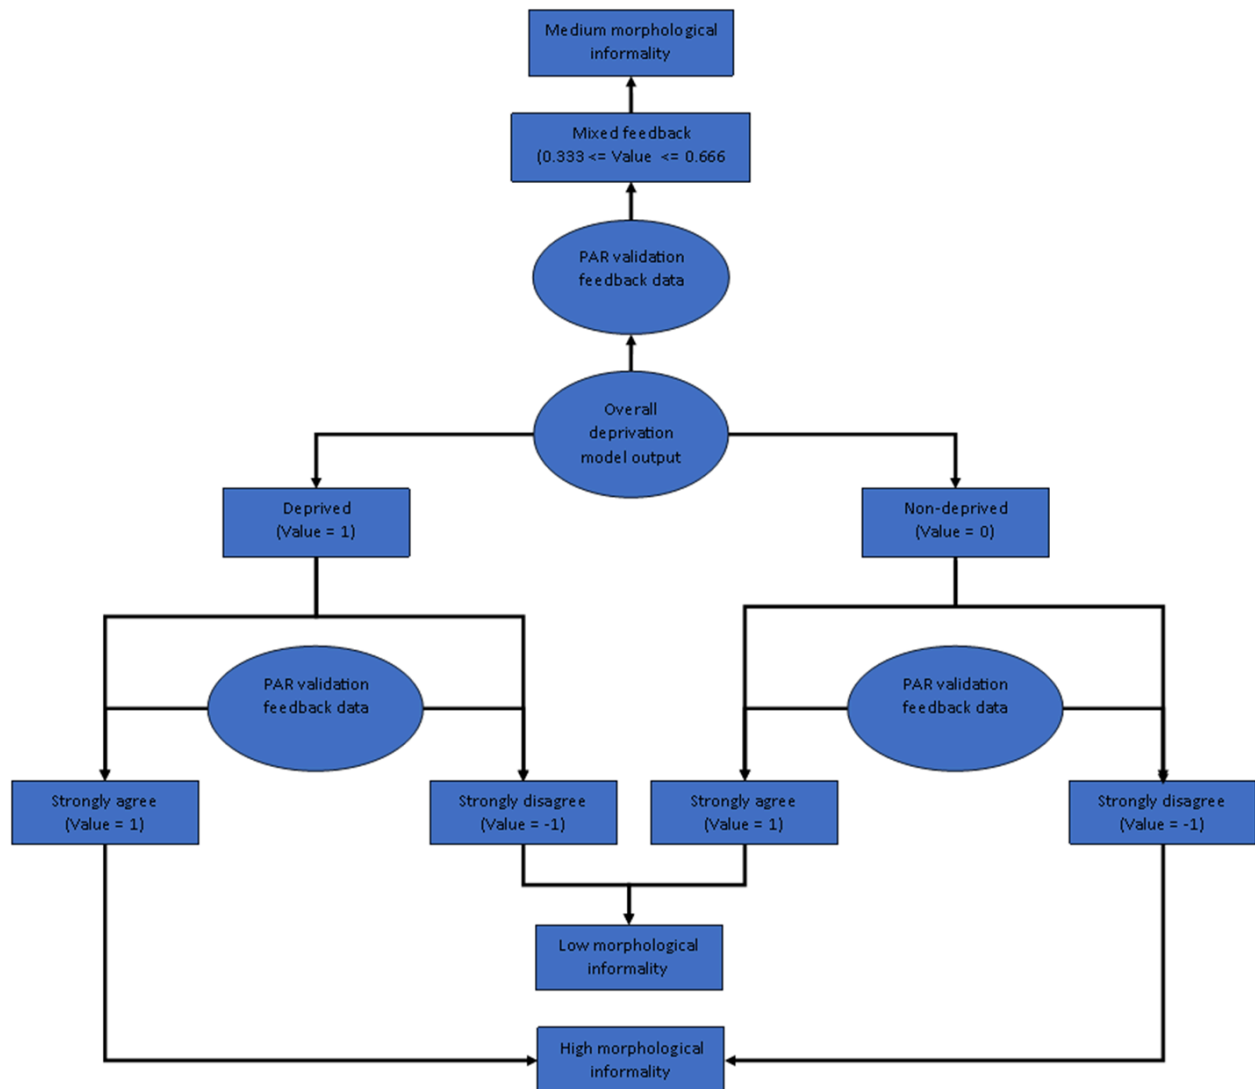 Medium morphological
informality
Mixed feedback
(0.333 <= Value <= 0.666
PAR validation
feedback data
Overall
deprivation
model output
Deprived
(Value = 1)
Non-deprived
(Value = 0)
PAR validation
feedback data
PAR validation
feedback data
Strongly agree
(Value = 1)
Strongly disagree
(Value = -1)
Strongly agree
(Value = 1)
Strongly disagree
(Value = -1)
Low morphological
informality
High morphological
informality